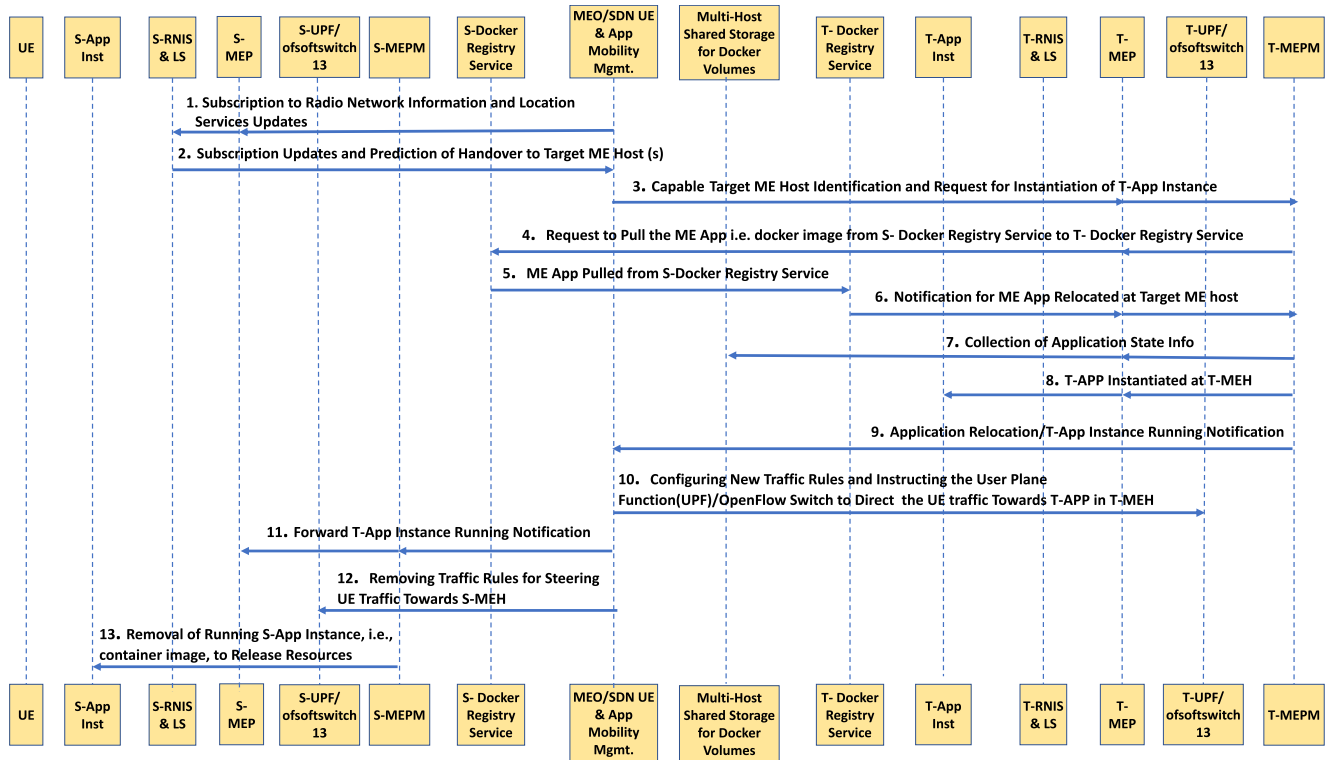 UE
S-App
Inst
S-RNIS
& LS
S-
MEP
S-UPF/
ofsoftswitch
13
S-MEPM
S-Docker
Registry
Service
MEO/SDN UE
& App
Mobility
Mgmt.
Multi-Host
Shared Storage
for Docker
Volumes
T- Docker
Registry
Service
T-App
Inst
T-RNIS
& LS
T-
MEP
T-UPF/
ofsoftswitch
13
T-MEPM
1. Subscription to Radio Network Information and Location
Services Updates
2. Subscription Updates and Prediction of Handover to Target ME Host (s)
3. Capable Target ME Host Identification and Request for Instantiation of T-App Instance
4. Request to Pull the ME App i.e. docker image from S- Docker Registry Service to T- Docker Registry Service
5. ME App Pulled from S-Docker Registry Service
6. Notification for ME App Relocated at Target ME host
7. Collection of Application State Info
8. T-APP Instantiated at T-MEH
9. Application Relocation/T-App Instance Running Notification
10. Configuring New Traffic Rules and Instructing the User Plane
Function(UPF)/OpenFlow Switch to Direct the UE traffic Towards T-APP in T-MEH
11. Forward T-App Instance Running Notification
12. Removing Traffic Rules for Steering
UE Traffic Towards S-MEH
13. Removal of Running S-App Instance, i.e.,
container image, to Release Resources
UE
S-App
Inst
S-RNIS
& LS
S-
MEP
S-UPF/
ofsoftswitch
13
S-MEPM
S- Docker
Registry
Service
MEO/SDN UE
& App
Mobility
Mgmt.
Multi-Host
Shared Storage
for Docker
Volumes
T- Docker
Registry
Service
T-App
Inst
T-RNIS
& LS
T-
MEP
T-UPF/
ofsoftswitch
13
T-MEPM